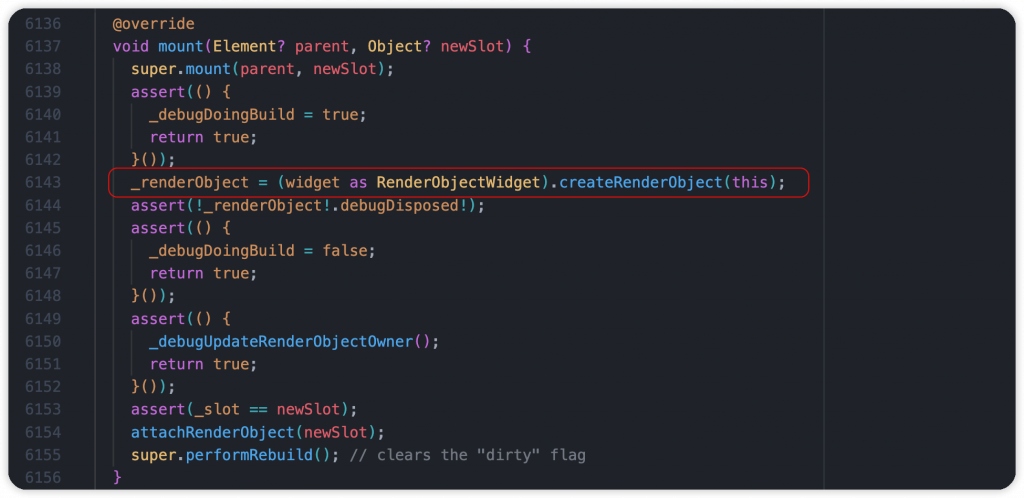 6136 @override
6137 void mount(Element? parent, Object? newSlot) {
6138 super.mount(parent, newSlot);
6139 assert(() {
6140 _debugDoingBuild = true;
6141 return true;
6142 }());
6143 _renderObject = (widget as RenderObjectWidget).createRenderObject(this);
6144 assert(!_renderObject!.debugDisposed!);
6145 assert(() {
6146 _debugDoingBuild = false;
6147 return true;
6148 }());
6149 assert(() {
6150 _debugUpdateRenderObjectOwner();
6151 return true;
6152 }());
6153 assert(_slot == newSlot);
6154 attachRenderObject(newSlot);
6155 super.performRebuild(); // clears the "dirty" flag
6156 }